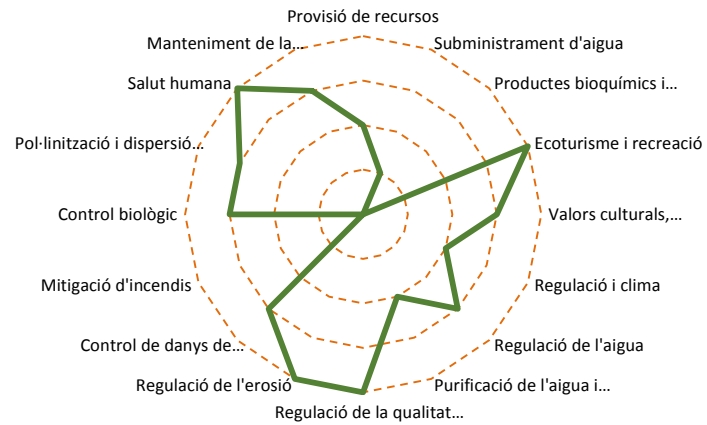 Provisió de recursos
Subministrament d'aigua
Productes bioquímics i...
Ecoturisme i recreació
Valors culturals,...
Regulació i clima
Regulació de l'aigua
Purificació de l'aigua i...
Regulació de la qualitat...
Regulació de l'erosió
Control de danys de...
Mitigació d'incendis
Control biològic
Pol·linització i dispersió...
Salut humana
Manteniment de la...